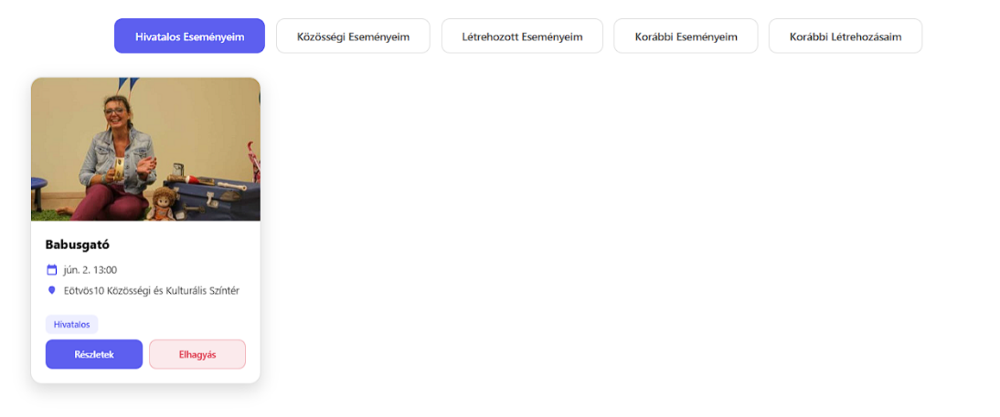 Hivatalos Eseményeim
Közösségi Eseményeim
Létrehozott Eseményeim
Korábbi Eseményeim
Korábbi Létrehozásaim
Babusgató
jún. 2. 13:00
Eötvös10 Közösségi és Kulturális Színtér
Hivatalos
Részletek
Elhagyás